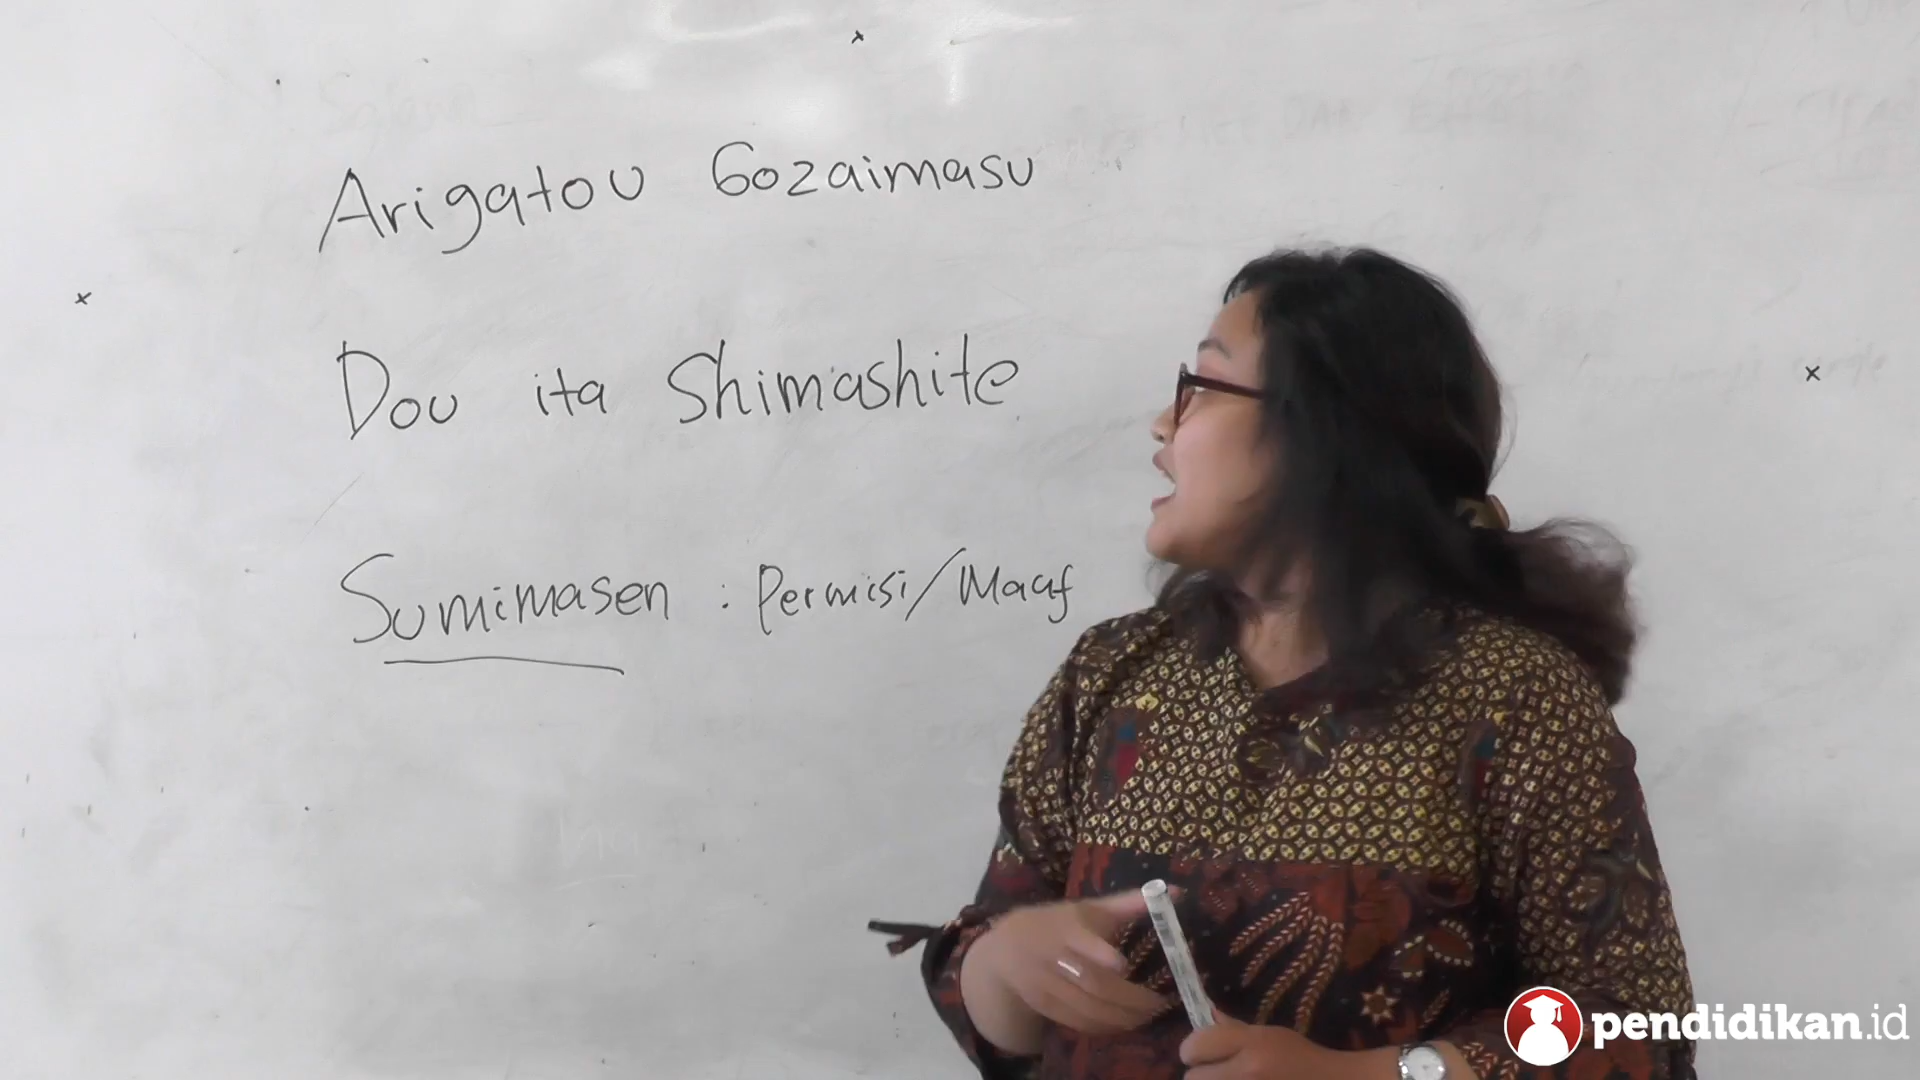 Arigatou Gozaimasu
Dou ita Shimashite
Sumimasen : Permisi/Maaf
pendidikan.id